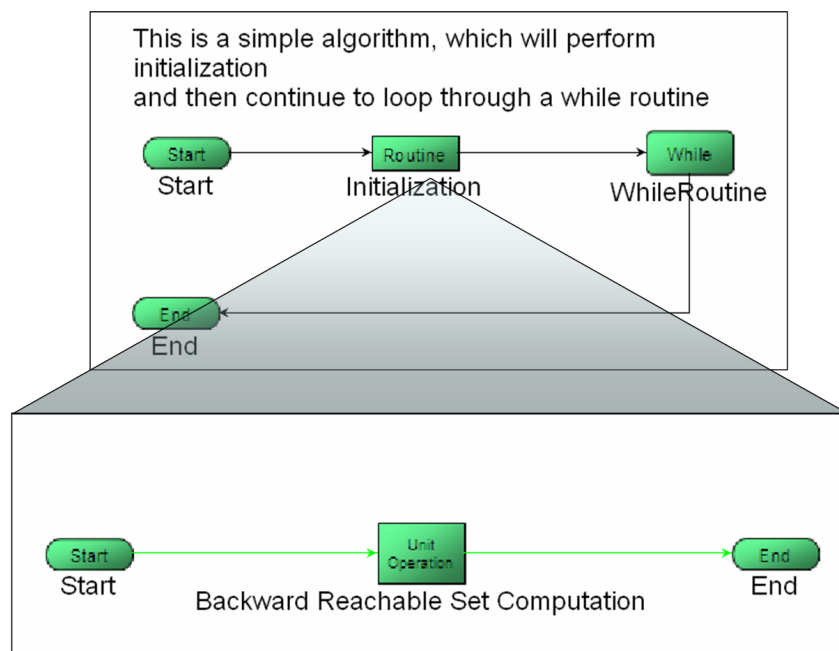 This is a simple algorithm, which will perform
initialization
and then continue to loop through a while routine
Start
Routine
While
Start
Initialization
WhileRoutine
End
End
Start
Unit
Operation
End
Start
Backward Reachable Set Computation
End